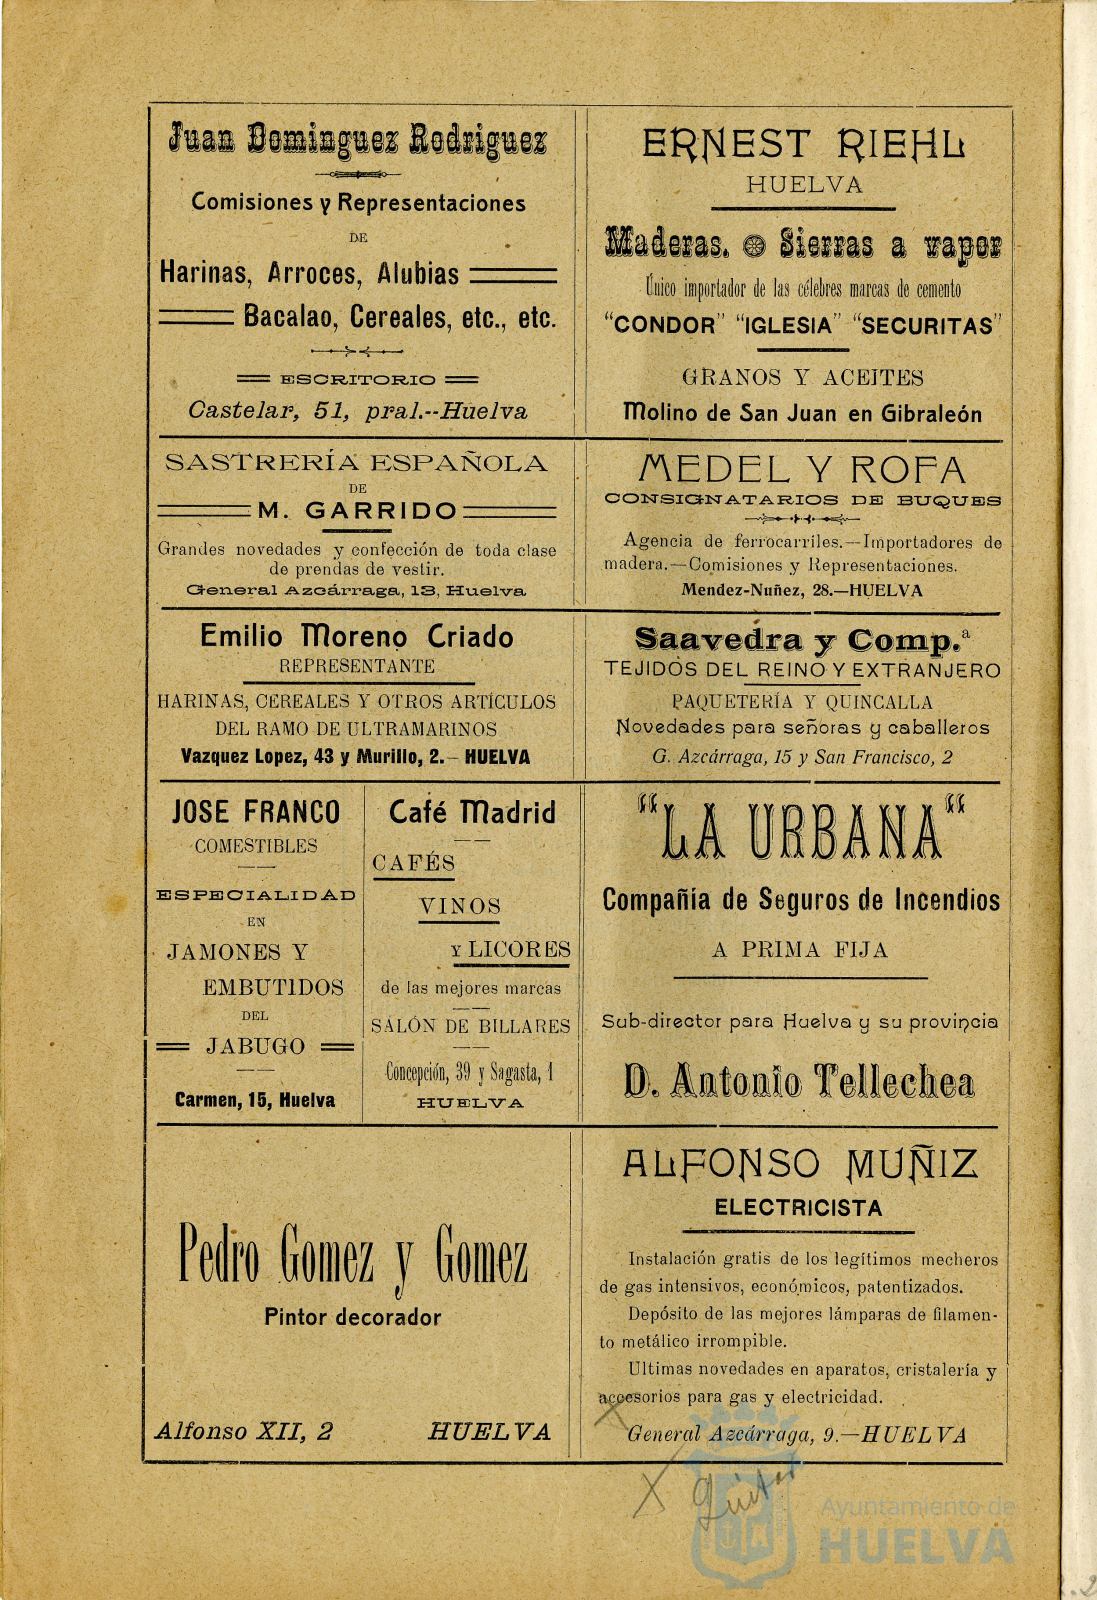 Juan Dominguez Rodriguez
Comisiones y Representaciones
DE
Harinas, Arroces, Alubias
Bacalao, Cereales, etc., etc.
ESCRITORIO
Castelar, 51, pral.--Huelva
ERNEST RIEHL
HUELVA
Maderas. Sierras a vapor
Único importador de las célebres marcas de cemento
“CONDOR” “IGLESIA” “SECURITAS”
GRANOS Y ACEITES
Molino de San Juan en Gibraleón
SASTRERÍA ESPAÑOLA
DE
M. GARRIDO
Grandes novedades y confección de toda clase
de prendas de vestir.
General Azcárraga, 13, Huelva
MEDEL Y ROFA
CONSIGNATARIOS DE BUQUES
Agencia de ferrocarriles.—Importadores de
madera.—Comisiones y Representaciones.
Mendez-Nuñez, 28.—HUELVA
Emilio Moreno Criado
REPRESENTANTE
HARINAS, CEREALES Y OTROS ARTÍCULOS
DEL RAMO DE ULTRAMARINOS
Vazquez Lopez, 43 y Murillo, 2.—HUELVA
Saavedra y Comp.ª
TEJIDOS DEL REINO Y EXTRANJERO
PAQUETERÍA Y QUINCALLA
Novedades para señoras y caballeros
G. Azcárraga, 15 y San Francisco, 2
JOSE FRANCO
COMESTIBLES
ESPECIALIDAD
EN
JAMONES Y
EMBUTIDOS
DEL
JABUGO
Carmen, 15, Huelva
Café Madrid
CAFÉS
VINOS
Y LICORES
de las mejores marcas
SALÓN DE BILLARES
Concepción, 39 y Sagasta, 1
HUELVA
“LA URBANA“
Compañía de Seguros de Incendios
A PRIMA FIJA
Sub-director para Huelva y su provincia
D. Antonio Tellechea
Pedro Gomez y Gomez
Pintor decorador
Alfonso XII, 2 HUELVA
ALFONSO MUÑIZ
ELECTRICISTA
Instalación gratis de los legítimos mecheros
de gas intensivos, económicos, patentizados.
Depósito de las mejores lámparas de filamen-
to metálico irrompible.
Ultimas novedades en aparatos, cristalería y
accesorios para gas y electricidad.
General Azcárraga, 9.—HUELVA
X
X Quitar
Ayuntamiento de
HUELVA